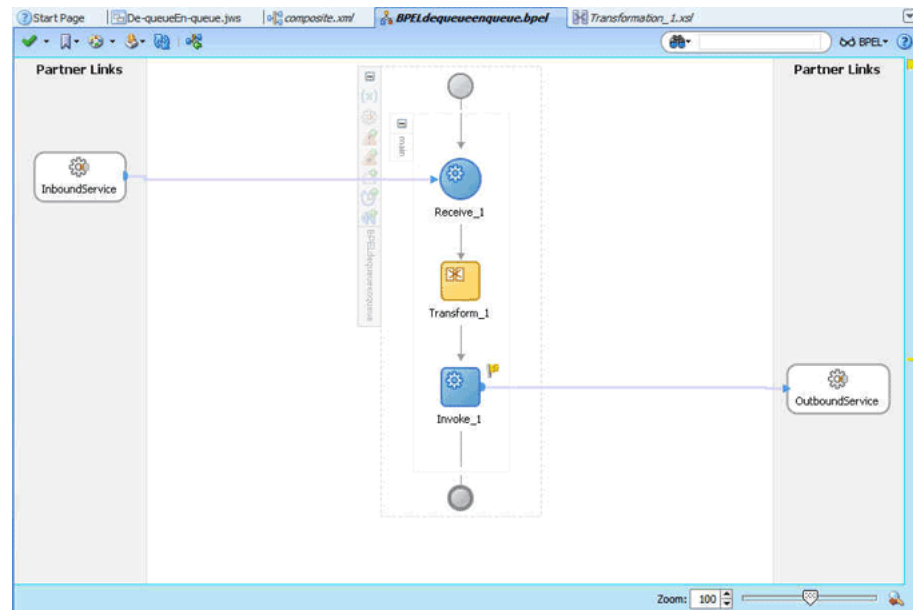 Start Page
De-queueEn-queue.jws
composite.xml
BPELdequeueenqueue.bpel
Transformation_1.xsl
BPEL
Partner Links
Partner Links
main
InboundService
Receive_1
BPELdequeueenqueue
Transform_1
Invoke_1
OutboundService
Zoom: 100